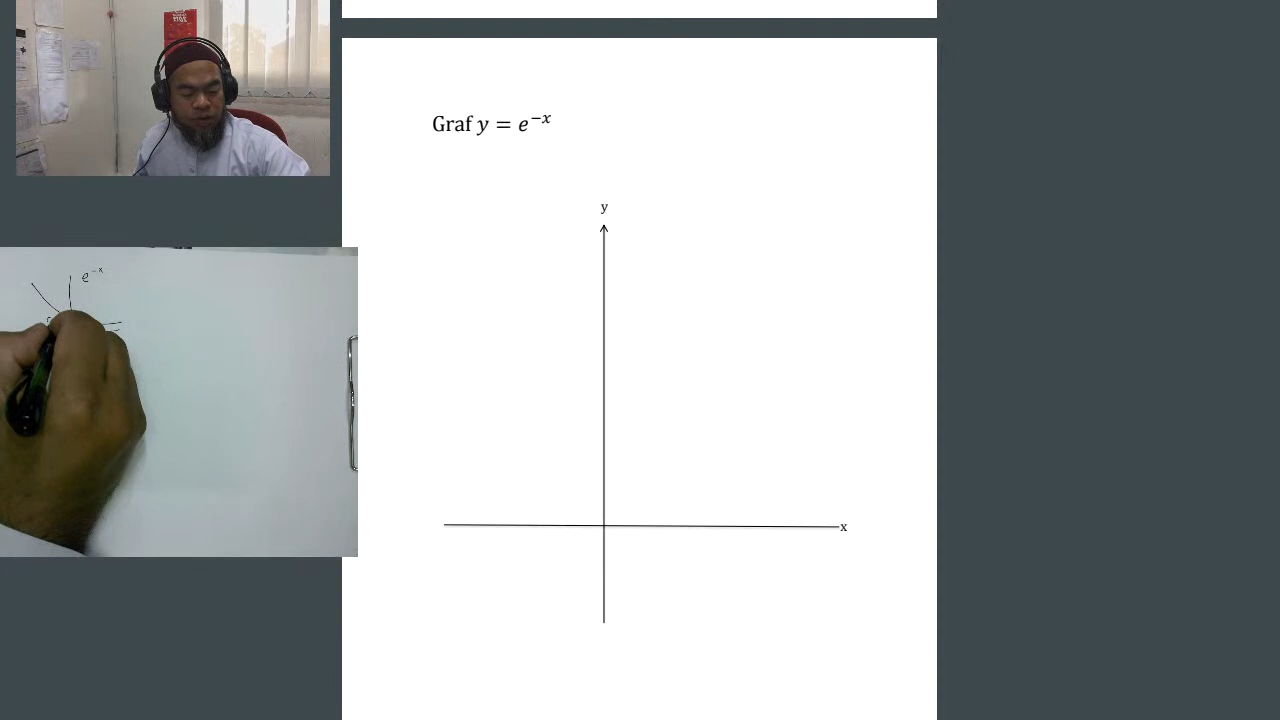 Graf y = e^{-x}
y
e^{-x}
x